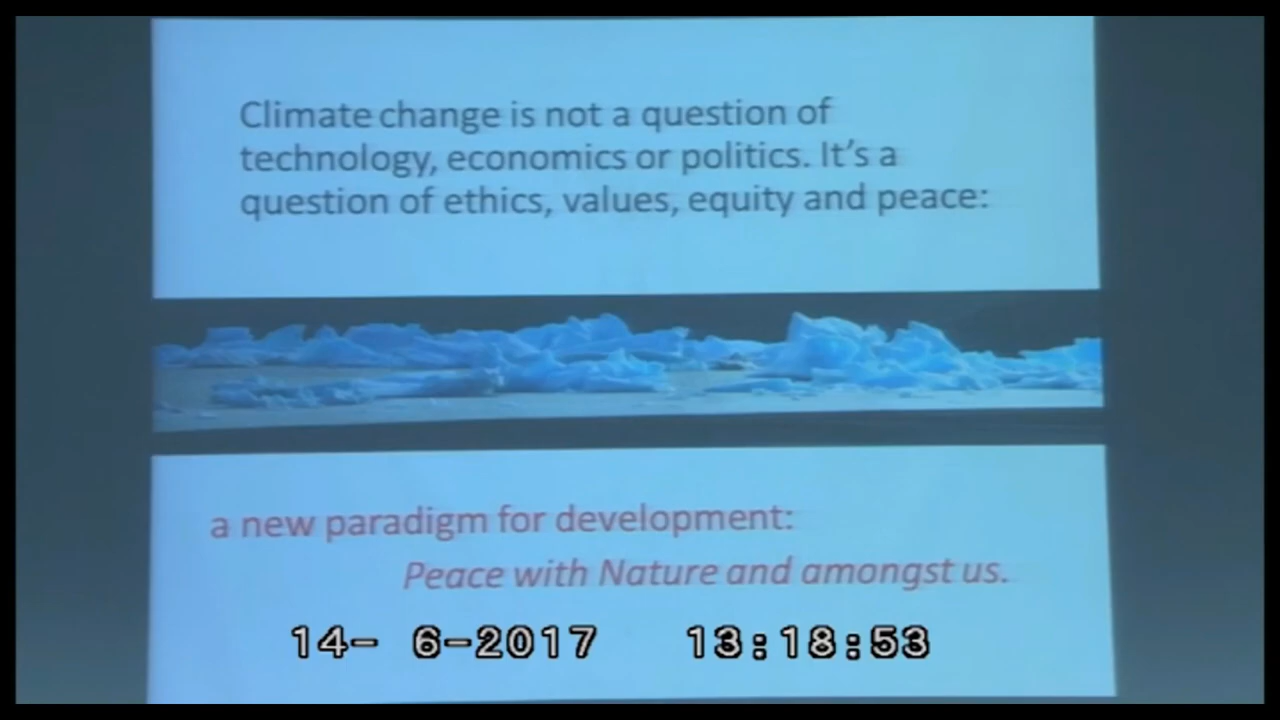 Climate change is not a question of
technology, economics or politics. It's a
question of ethics, values, equity and peace:
a new paradigm for development:
Peace with Nature and amongst us.
14- 6-2017 13:18:53